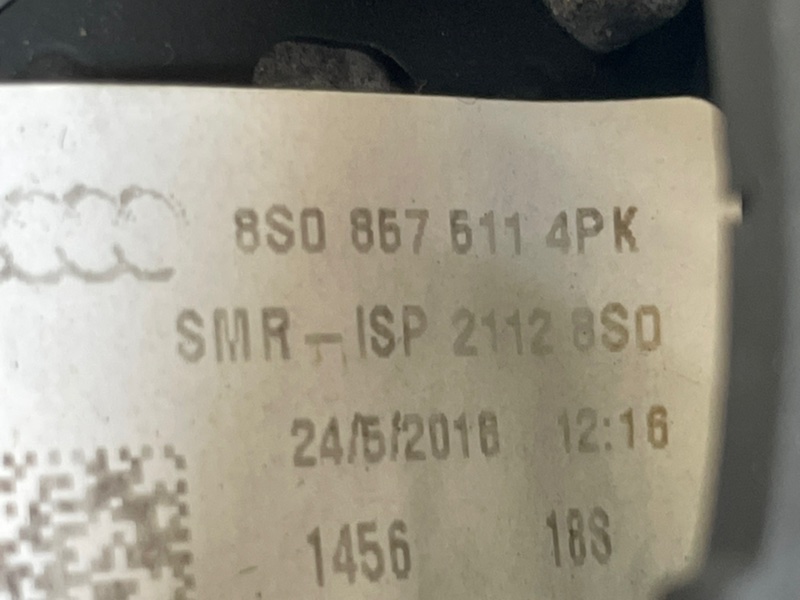 8S0 857 511 4PK
SMR-ISP 2112 8S0
24/5/2016 12:16
1456 18S